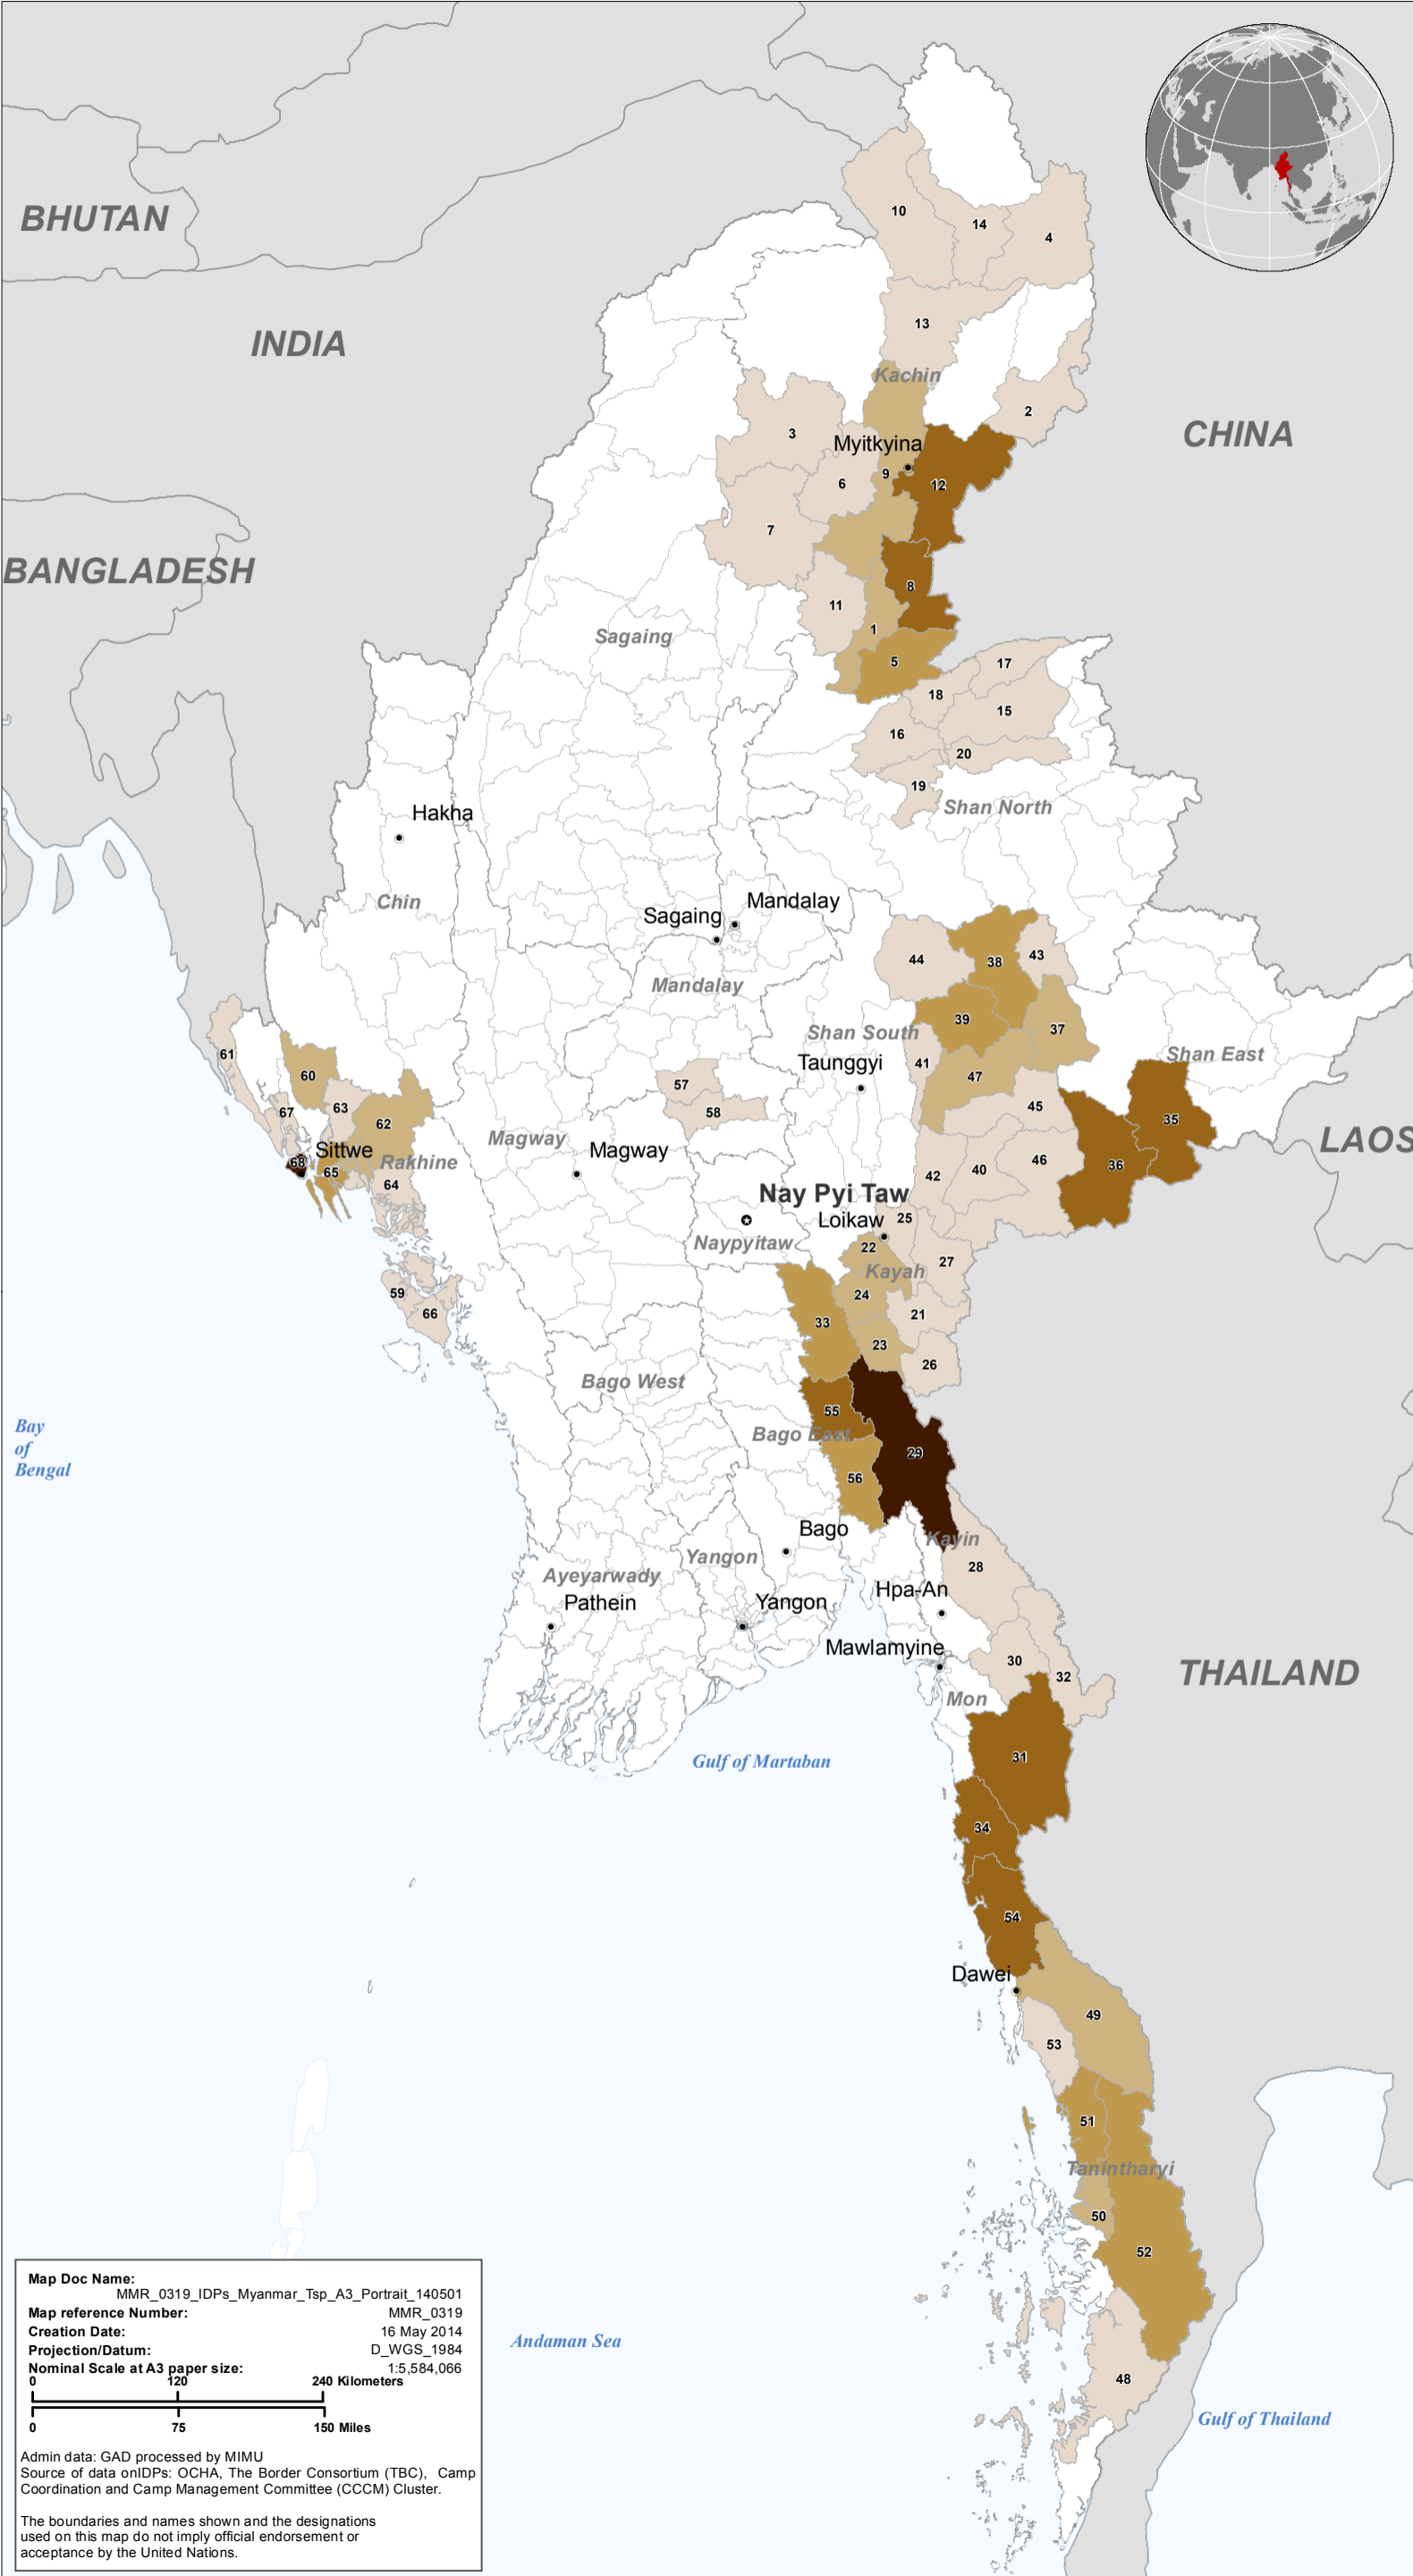 10
14
4
BHUTAN
13
INDIA
Kachin
2
3
CHINA
Myitkyina
9
6
12
7
BANGLADESH
8
11
1
Sagaing
5
17
18
15
16
20
19
Shan North
Hakha
Chin
Mandalay
Sagaing
44
38
43
Mandalay
39
37
Shan South
61
Shan East
Taunggyi
41
60
47
57
67
63
58
45
62
35
Magway
Sittwe
Magway
LAOS
68
65
Rakhine
46
36
42
40
64
Nay Pyi Taw
25
Loikaw
22
Naypyitaw
27
Kayah
59
24
66
21
33
23
26
Bago West
55
Bago East
Bay
of
Bengal
29
56
Bago
Kayin
Yangon
28
Ayeyarwady
Hpa-An
Pathein
Yangon
Mawlamyine
30
32
THAILAND
Mon
31
Gulf of Martaban
34
54
Dawei
49
53
51
Tanintharyi
50
52
Map Doc Name:
MMR_0319_IDPs_Myanmar_Tsp_A3_Portrait_140501
Map reference Number: MMR_0319
Creation Date: 16 May 2014
Projection/Datum: D_WGS_1984
Nominal Scale at A3 paper size: 1:5,584,066
0 120 240 Kilometers
0 75 150 Miles
Andaman Sea
48
Gulf of Thailand
Admin data: GAD processed by MIMU
Source of data onIDPs: OCHA, The Border Consortium (TBC), Camp
Coordination and Camp Management Committee (CCCM) Cluster.
The boundaries and names shown and the designations
used on this map do not imply official endorsement or
acceptance by the United Nations.